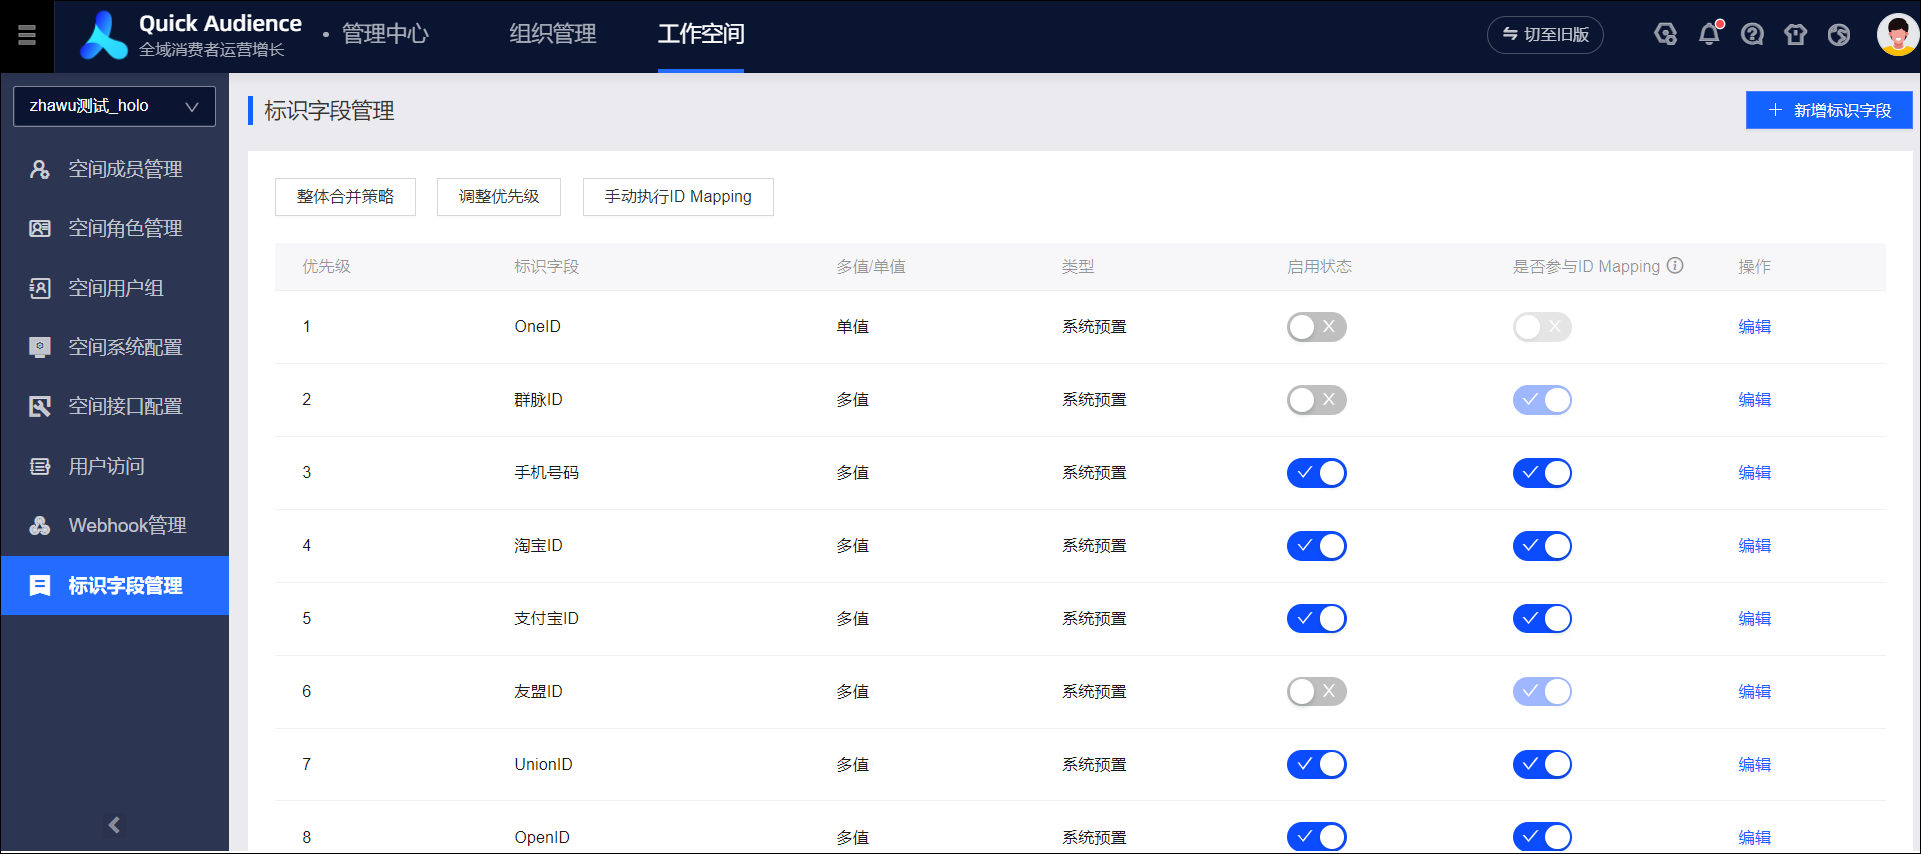 Quick Audience
全域消费者运营增长
管理中心
组织管理
工作空间
切至旧版
zhawu测试_holo
空间成员管理
空间角色管理
空间用户组
空间系统配置
空间接口配置
用户访问
Webhook管理
标识字段管理
标识字段管理
新增标识字段
整体合并策略
调整优先级
手动执行ID Mapping
优先级 标识字段 多值/单值 类型 启用状态 是否参与ID Mapping 操作
1 OneID 单值 系统预置 编辑
2 群脉ID 多值 系统预置 编辑
3 手机号码 多值 系统预置 编辑
4 淘宝ID 多值 系统预置 编辑
5 支付宝ID 多值 系统预置 编辑
6 友盟ID 多值 系统预置 编辑
7 UnionID 多值 系统预置 编辑
8 OpenID 多值 系统预置 编辑